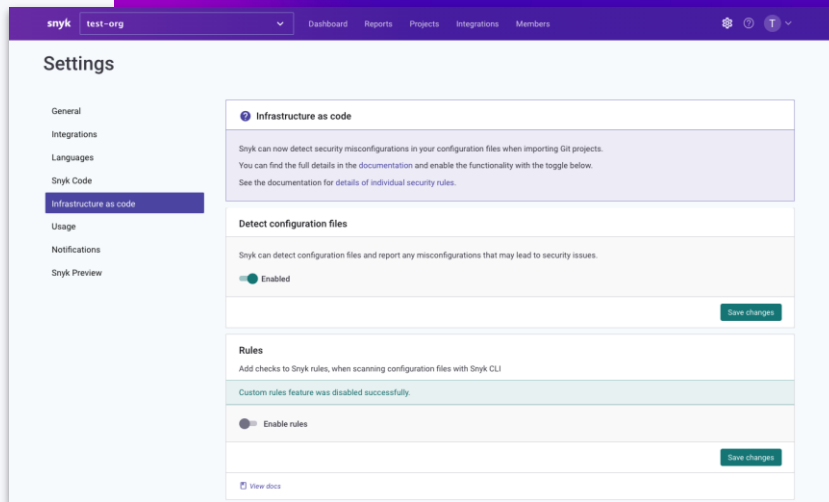 snyk test-org Dashboard Reports Projects Integrations Members T
Settings
General
Integrations
Languages
Snyk Code
Infrastructure as code
Usage
Notifications
Snyk Preview
Infrastructure as code
Snyk can now detect security misconfigurations in your configuration files when importing Git projects.
You can find the full details in the documentation and enable the functionality with the toggle below.
See the documentation for details of individual security rules.
Detect configuration files
Snyk can detect configuration files and report any misconfigurations that may lead to security issues.
Enabled
Save changes
Rules
Add checks to Snyk rules, when scanning configuration files with Snyk CLI
Custom rules feature was disabled successfully.
Enable rules
Save changes
View docs